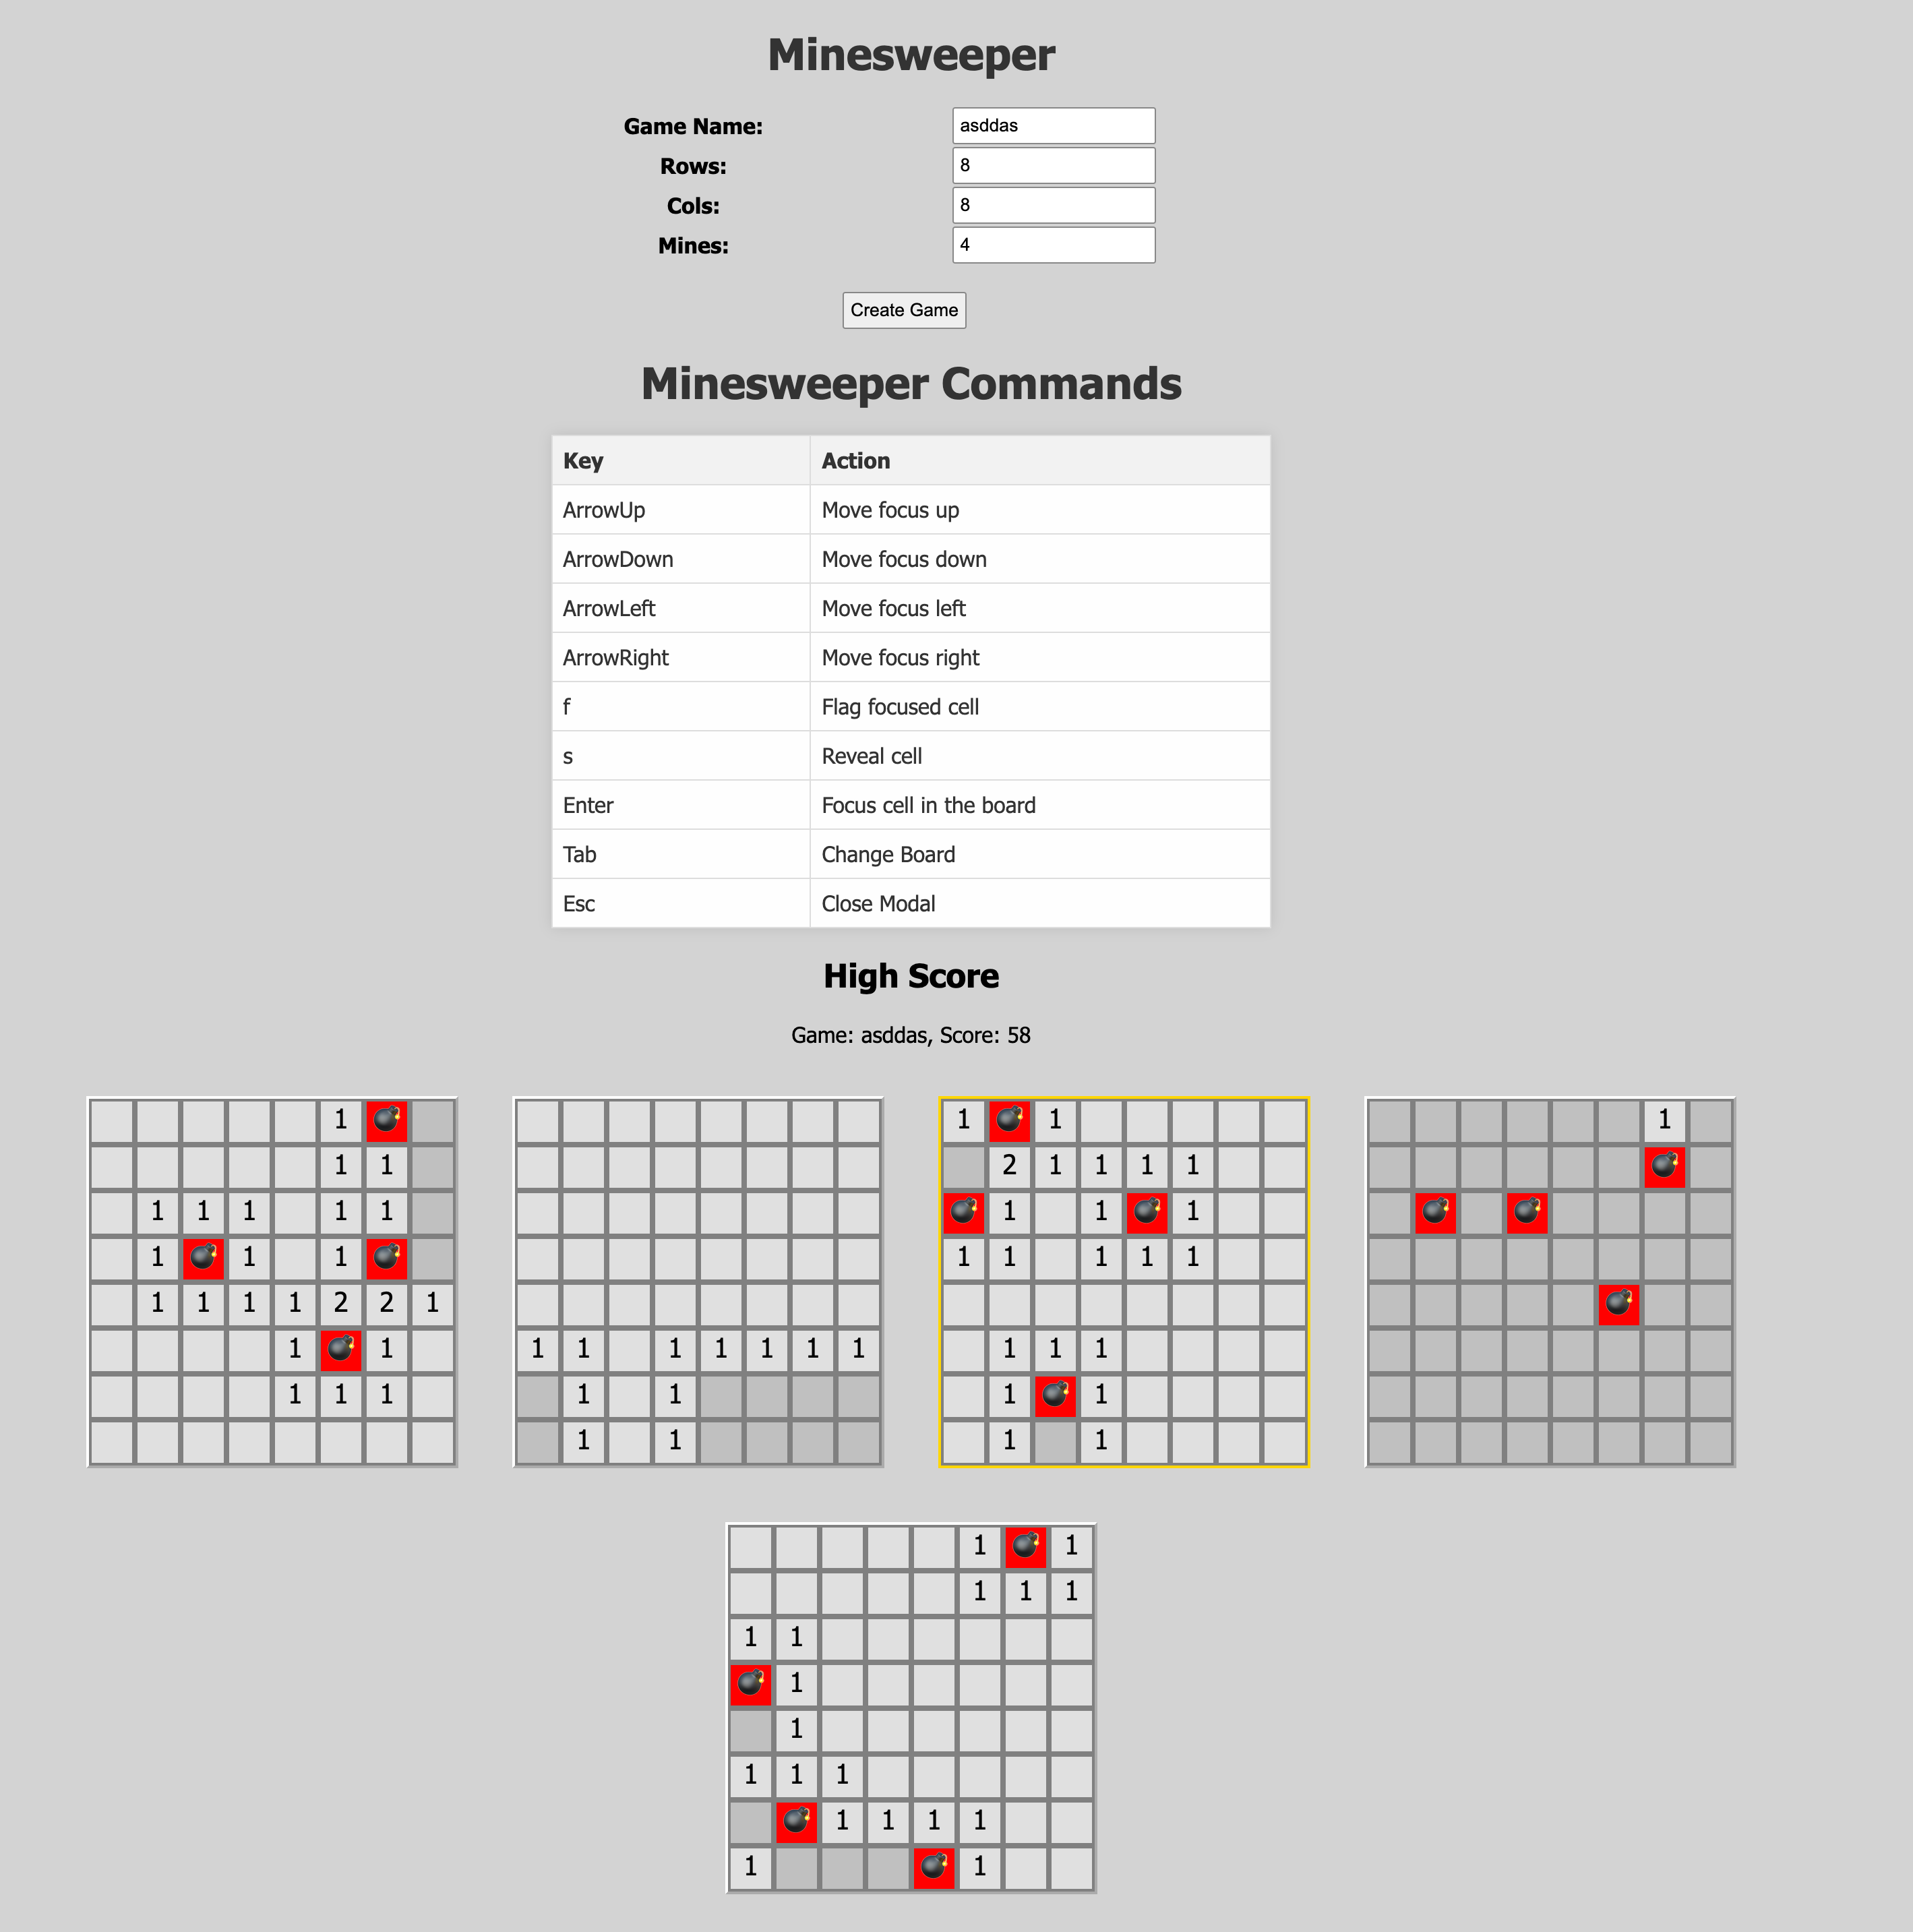 Minesweeper
Game Name: asddas
Rows: 8
Cols: 8
Mines: 4
Create Game
Minesweeper Commands
Key Action
ArrowUp Move focus up
ArrowDown Move focus down
ArrowLeft Move focus left
ArrowRight Move focus right
f Flag focused cell
s Reveal cell
Enter Focus cell in the board
Tab Change Board
Esc Close Modal
High Score
Game: asddas, Score: 58
1
1 1
1 1 1 1 1
1 1 1
1 1 1 1 2 2 1
1 1
1 1 1
1 1 1 1 1 1 1
1 1
1 1
1 1
2 1 1 1 1
1 1 1
1 1 1 1 1
1 1 1
1 1
1 1
1
1 1
1 1 1
1 1
1
1
1 1 1
1 1 1 1
1 1